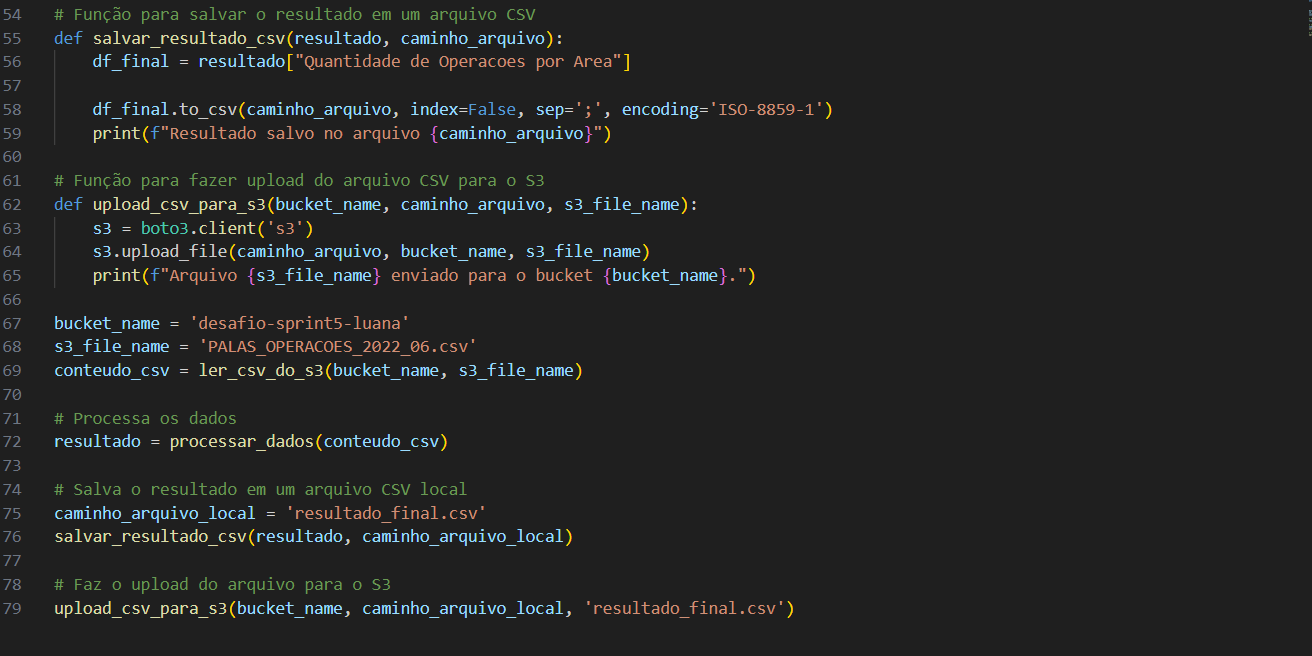 54 # Função para salvar o resultado em um arquivo CSV
55 def salvar_resultado_csv(resultado, caminho_arquivo):
56     df_final = resultado["Quantidade de Operacoes por Area"]
57
58     df_final.to_csv(caminho_arquivo, index=False, sep=';', encoding='ISO-8859-1')
59     print(f"Resultado salvo no arquivo {caminho_arquivo}")
60
61 # Função para fazer upload do arquivo CSV para o S3
62 def upload_csv_para_s3(bucket_name, caminho_arquivo, s3_file_name):
63     s3 = boto3.client('s3')
64     s3.upload_file(caminho_arquivo, bucket_name, s3_file_name)
65     print(f"Arquivo {s3_file_name} enviado para o bucket {bucket_name}.")
66
67 bucket_name = 'desafio-sprint5-luana'
68 s3_file_name = 'PALAS_OPERACOES_2022_06.csv'
69 conteudo_csv = ler_csv_do_s3(bucket_name, s3_file_name)
70
71 # Processa os dados
72 resultado = processar_dados(conteudo_csv)
73
74 # Salva o resultado em um arquivo CSV local
75 caminho_arquivo_local = 'resultado_final.csv'
76 salvar_resultado_csv(resultado, caminho_arquivo_local)
77
78 # Faz o upload do arquivo para o S3
79 upload_csv_para_s3(bucket_name, caminho_arquivo_local, 'resultado_final.csv')